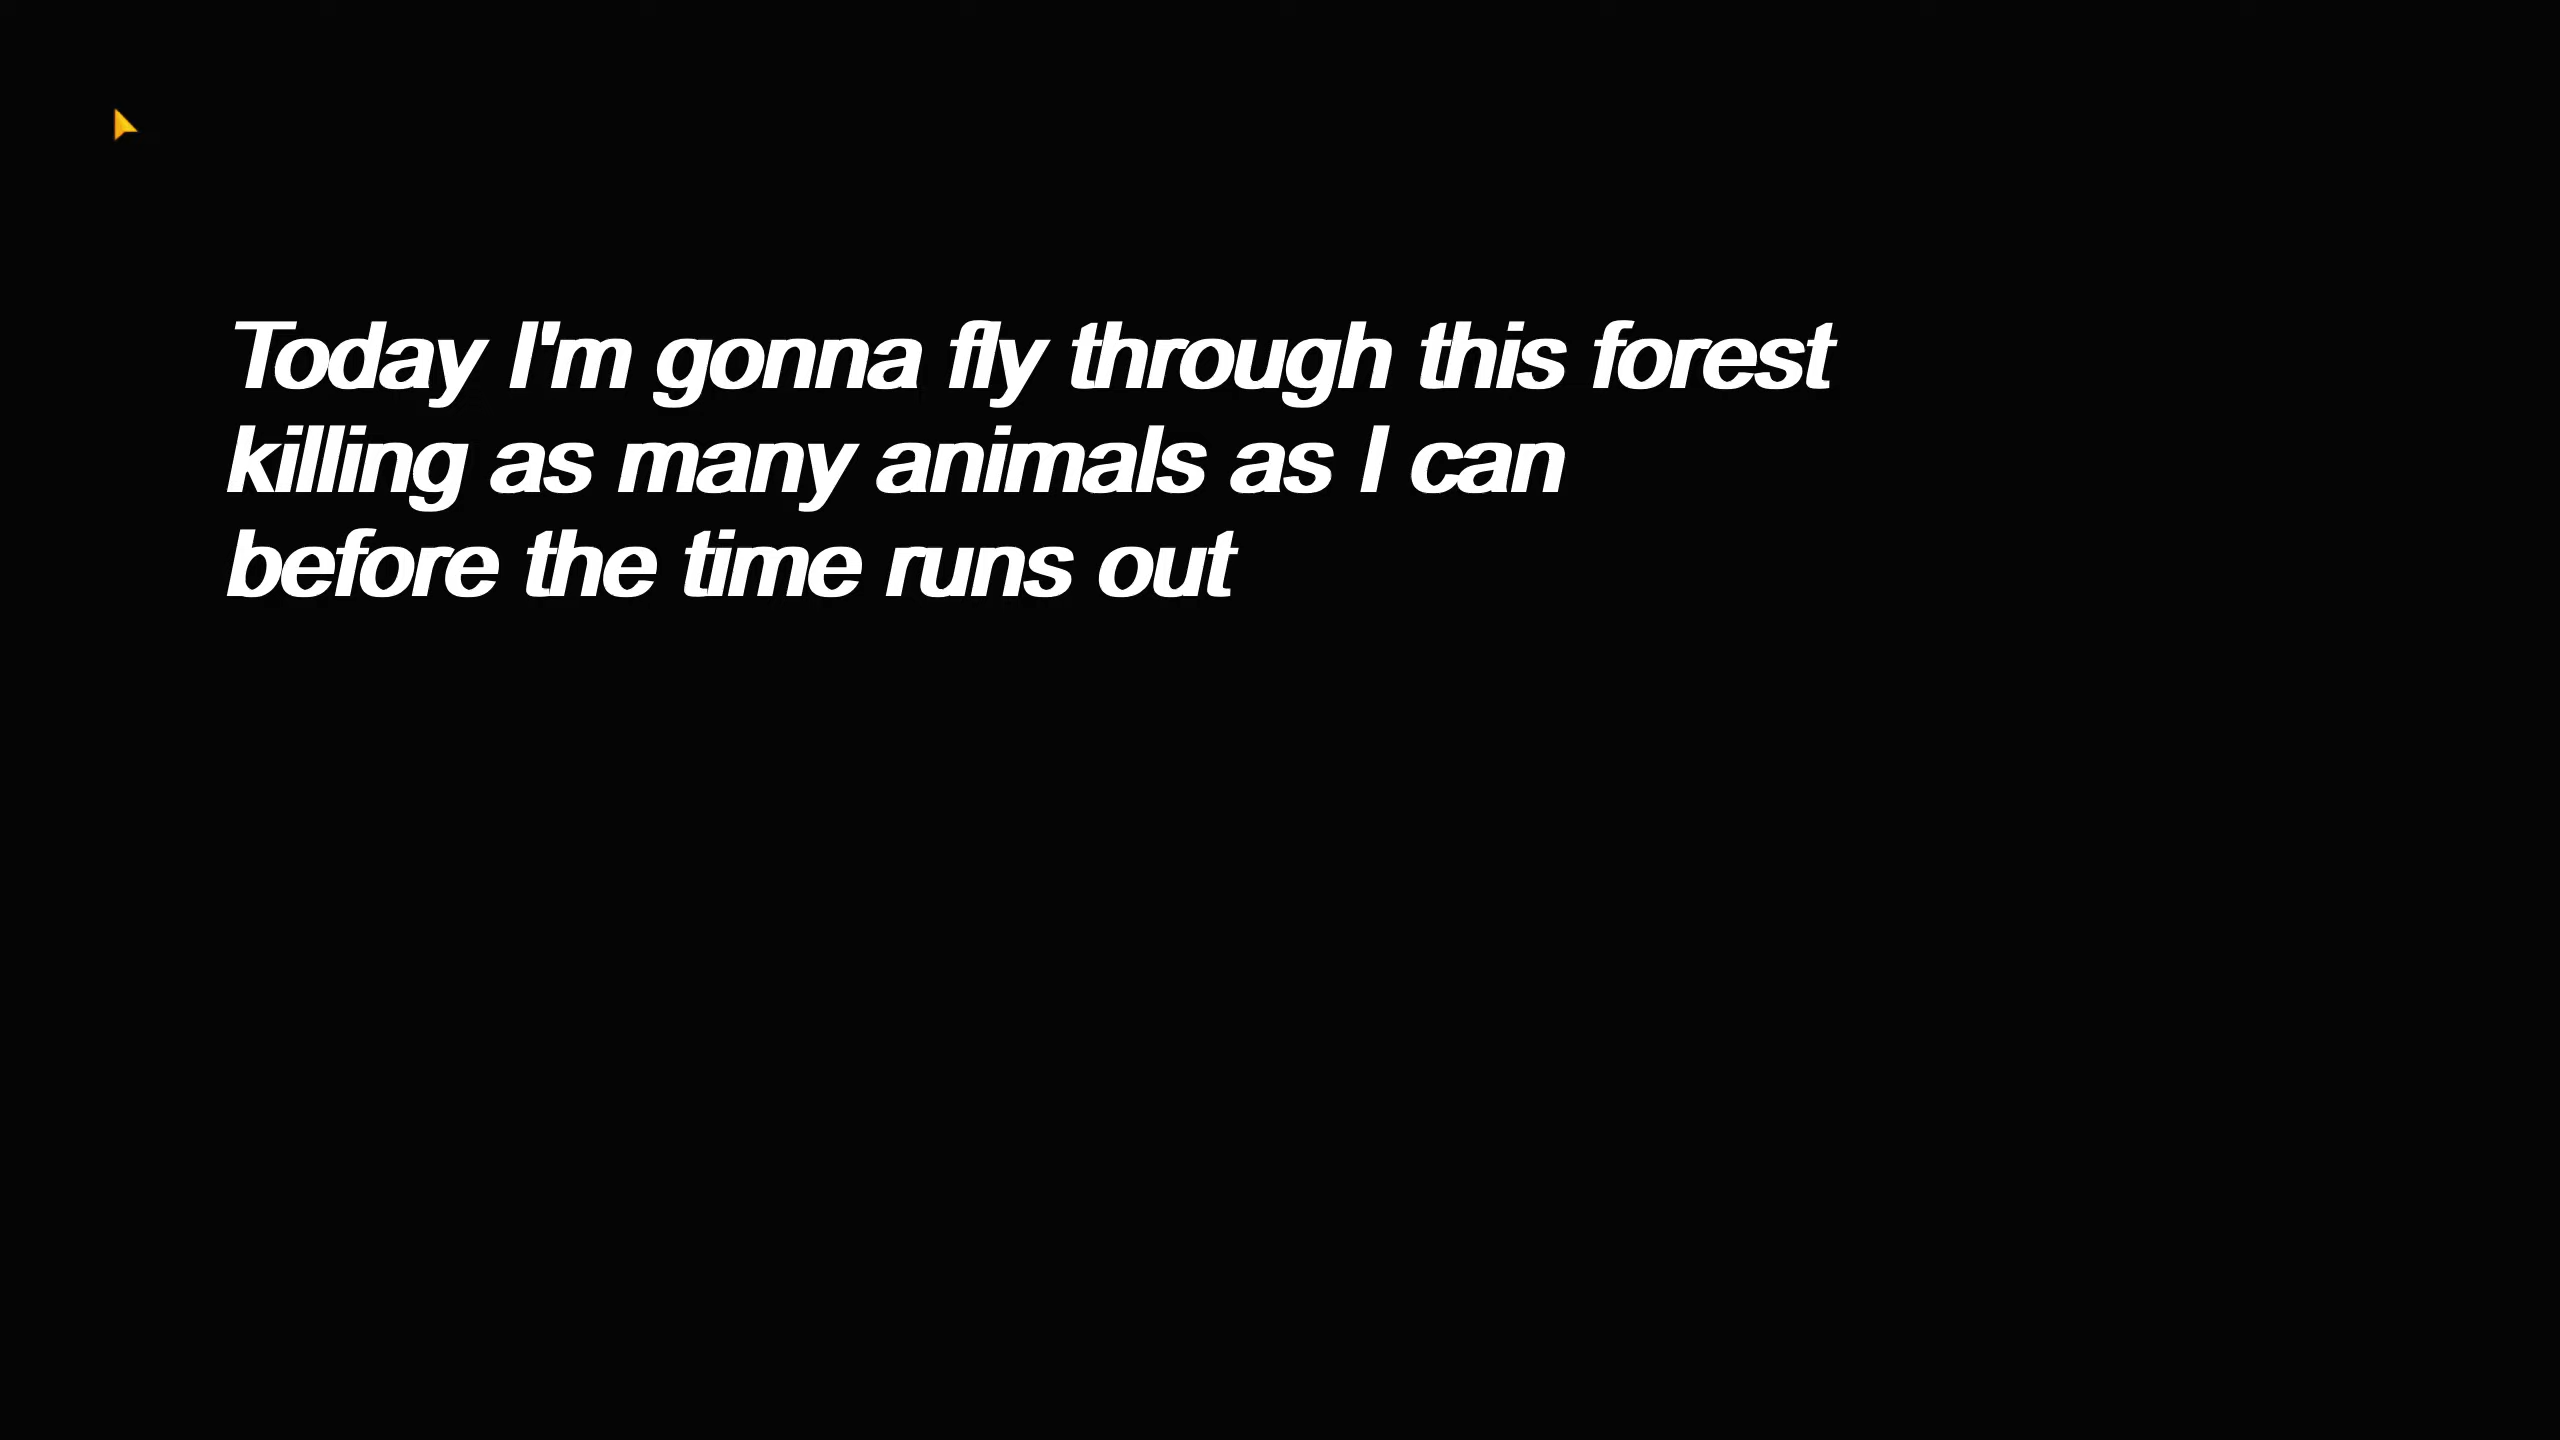 Today I'm gonna fly through this forest
killing as many animals as I can
before the time runs out